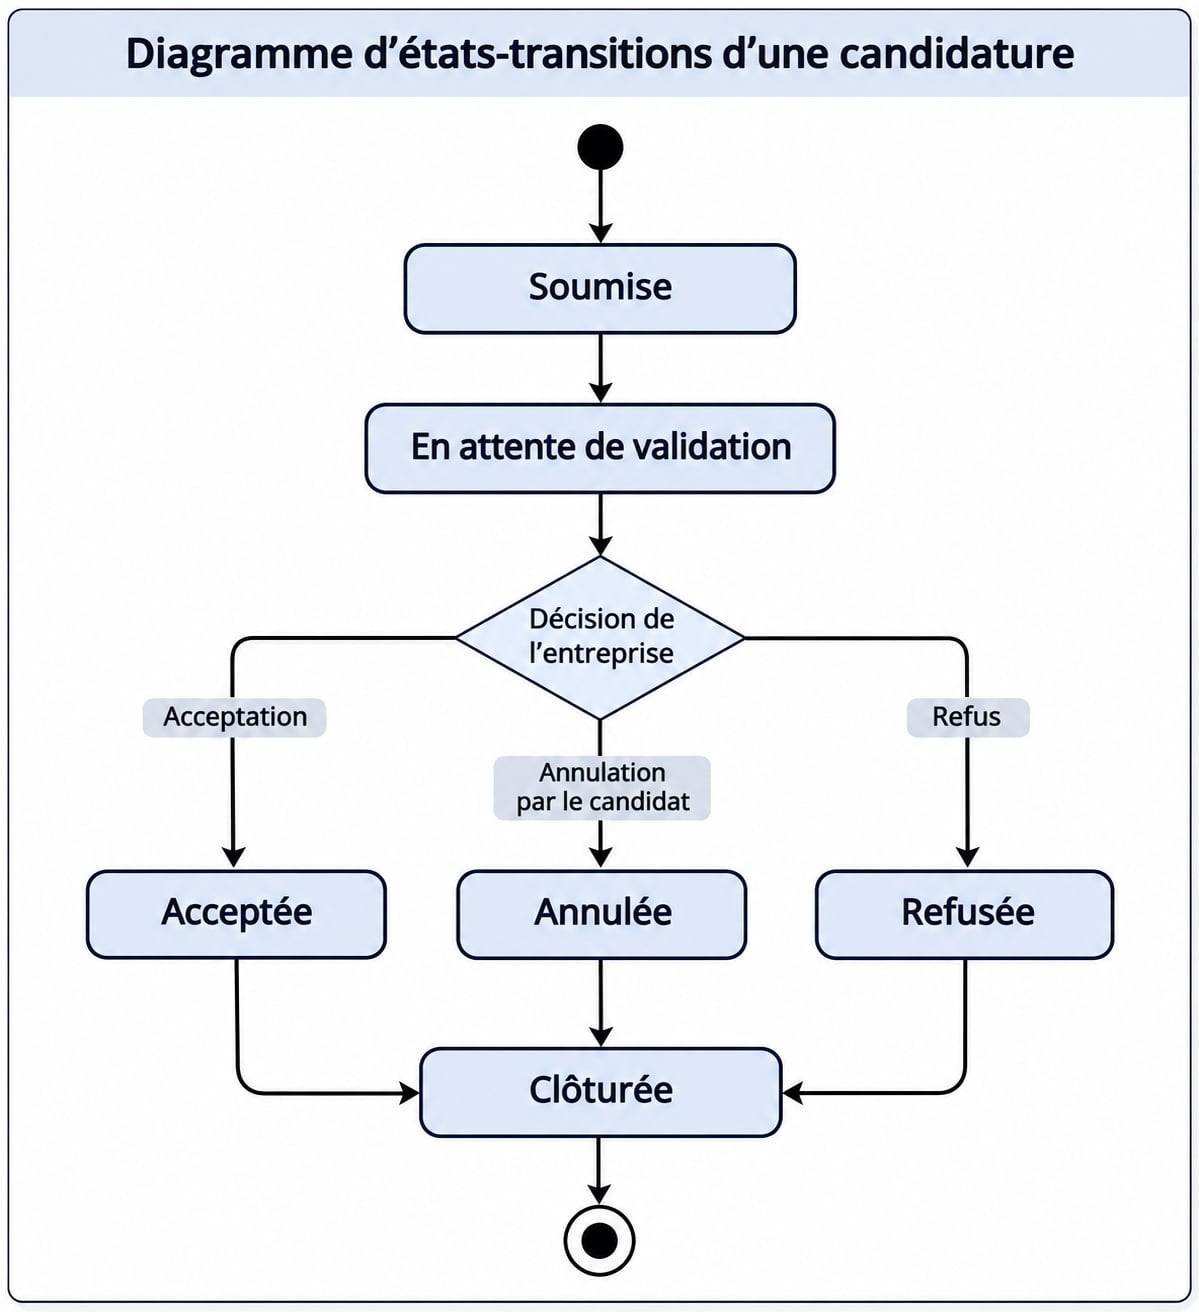 Diagramme d’états-transitions d’une candidature
Soumise
En attente de validation
Décision de
l’entreprise
Acceptation
Refus
Annulation
par le candidat
Acceptée
Annulée
Refusée
Clôturée